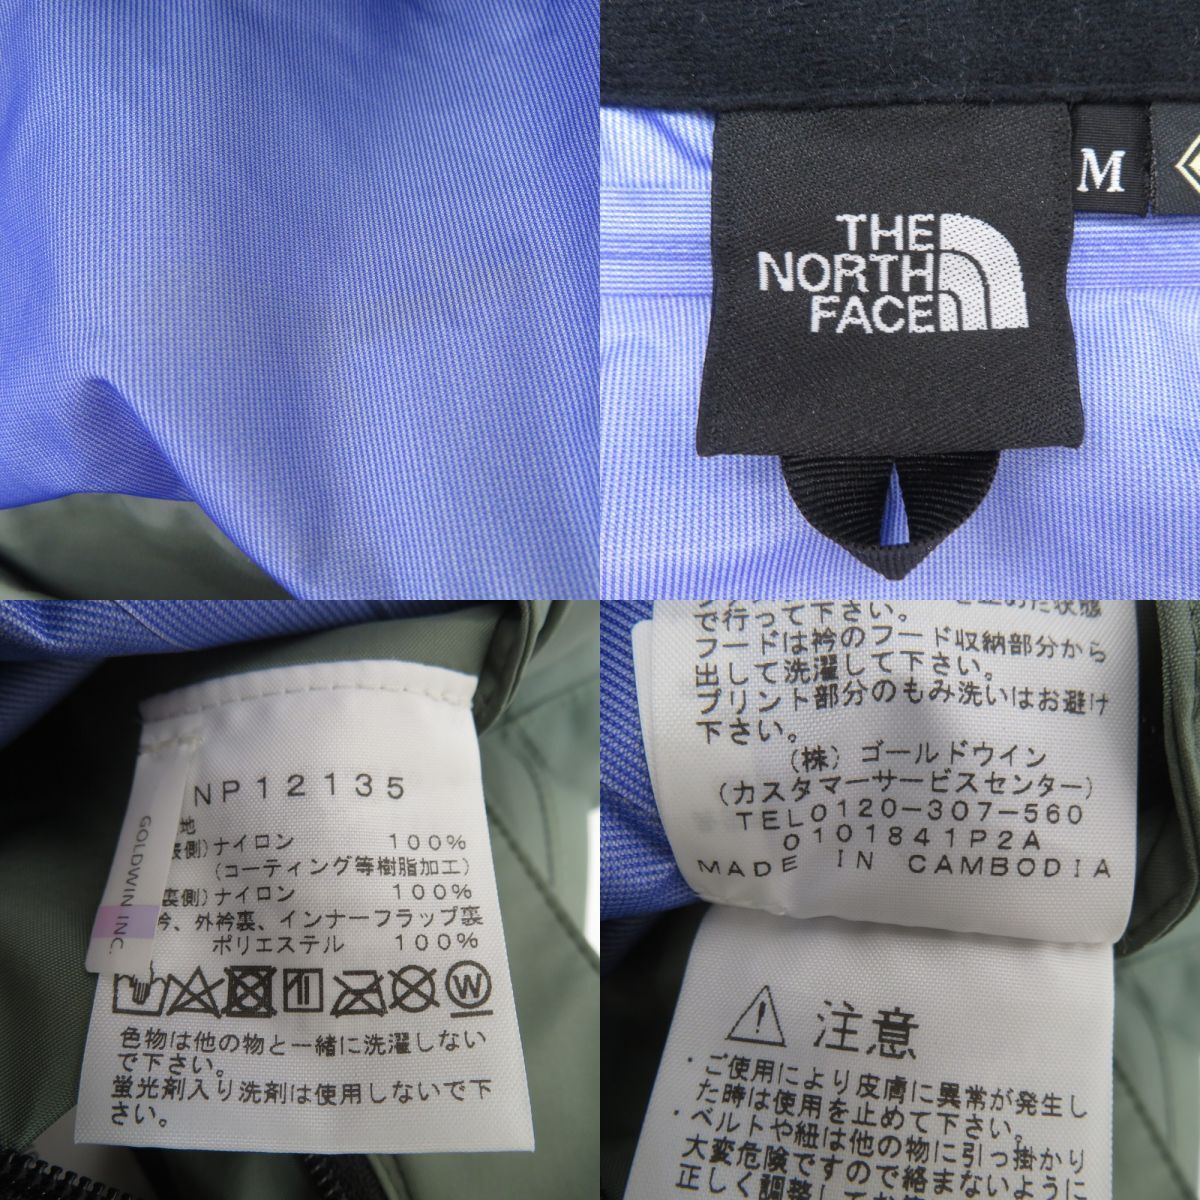 THE
NORTH
FACE
M
NP12135
地
側)ナイロン 100%
(コーティング等樹脂加工)
裏側)ナイロン 100%
衿、外衿裏、インナーフラップ裏
ポリエステル 100%
GOLDWIN INC.
W
色物は他の物と一緒に洗濯しない
で下さい。
蛍光剤入り洗剤は使用しないで下
さい。
で行って下さい。
フードは衿のフード収納部分から
出して洗濯して下さい。
プリント部分のもみ洗いはお避け
下さい。
(株) ゴールドウイン
(カスタマーサービスセンター)
TEL0120-307-560
0101841P2A
MADE IN CAMBODIA
注意
・ご使用により皮膚に異常が発生し
た時は使用を止めて下さい。
・ベルトや紐は他の物に引っ掛かり
大変危険ですので絡まないように
正しく調整して